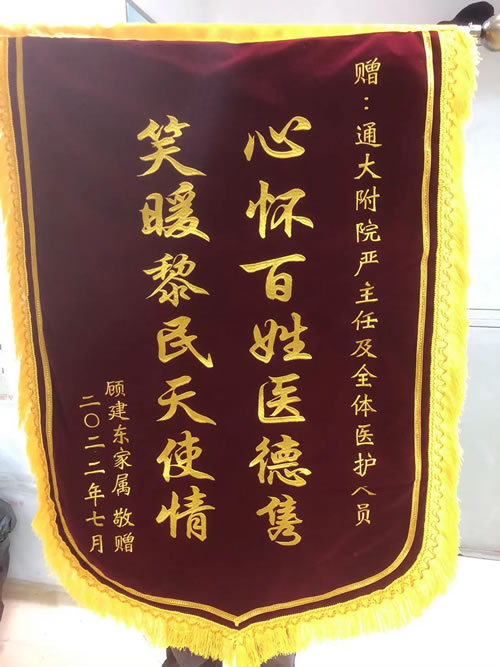 赠：通大附院严主任及全体医护人员
心怀百姓医德隽
笑暖黎民天使情
顾建东家属 敬赠
二〇二二年七月